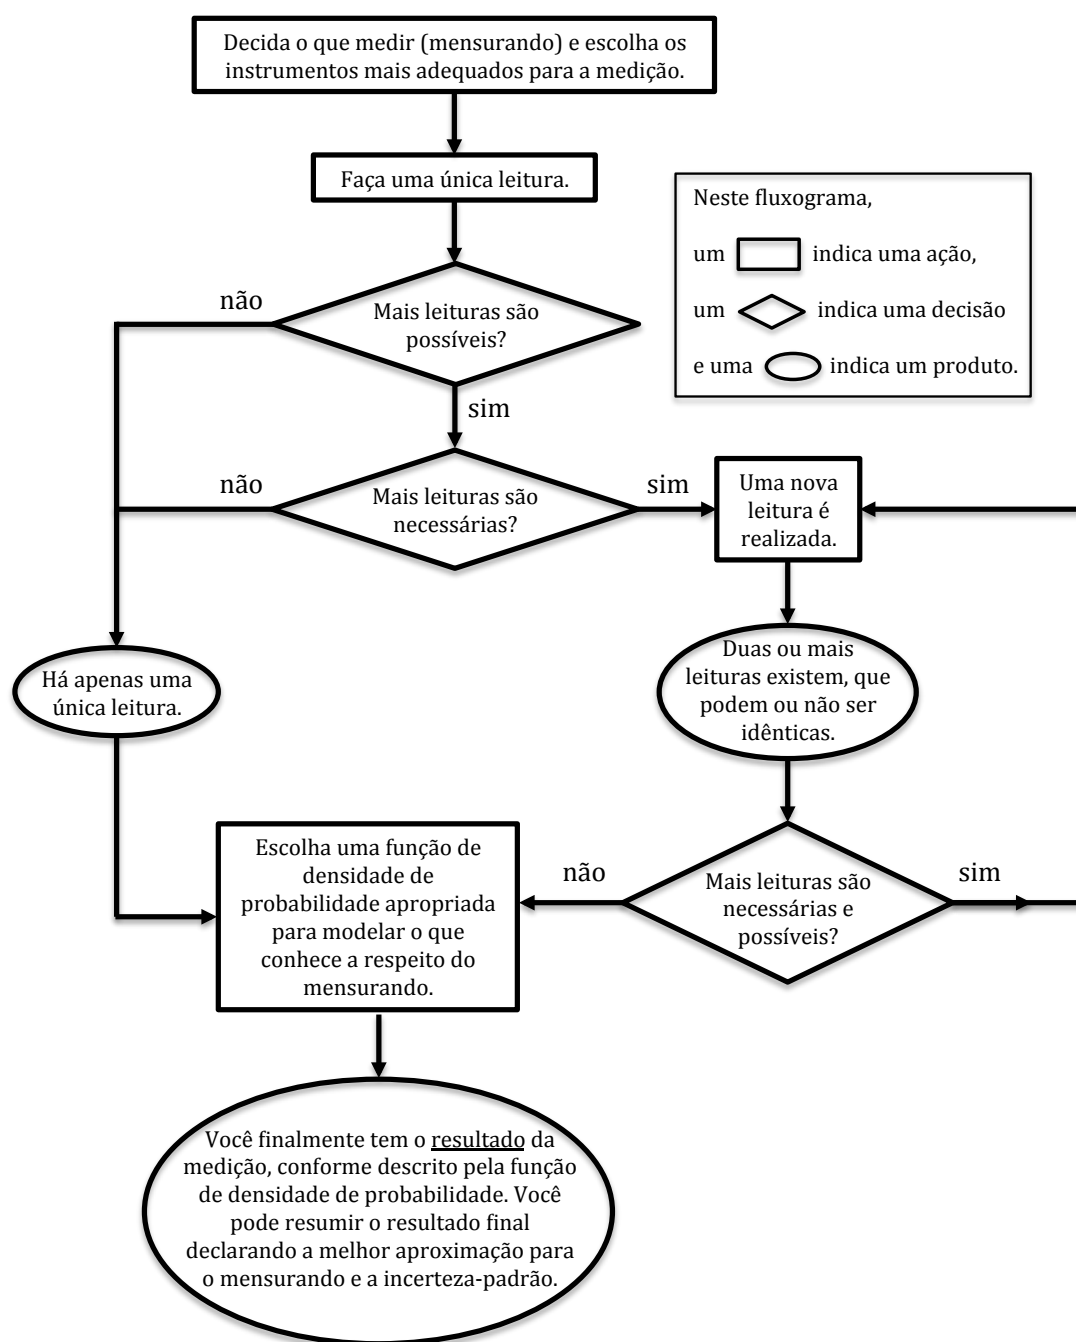 Decida o que medir (mensurando) e escolha os
instrumentos mais adequados para a medição.
Faça uma única leitura.
Neste fluxograma,
um indica uma ação,
um indica uma decisão
e uma indica um produto.
não
Mais leituras são
possíveis?
sim
não
Mais leituras são
necessárias?
sim
Uma nova
leitura é
realizada.
Há apenas uma
única leitura.
Duas ou mais
leituras existem, que
podem ou não ser
idênticas.
Escolha uma função de
densidade de
probabilidade apropriada
para modelar o que
conhece a respeito do
mensurando.
não
Mais leituras são
necessárias e
possíveis?
sim
Você finalmente tem o resultado da
medição, conforme descrito pela função
de densidade de probabilidade. Você
pode resumir o resultado final
declarando a melhor aproximação para
o mensurando e a incerteza-padrão.